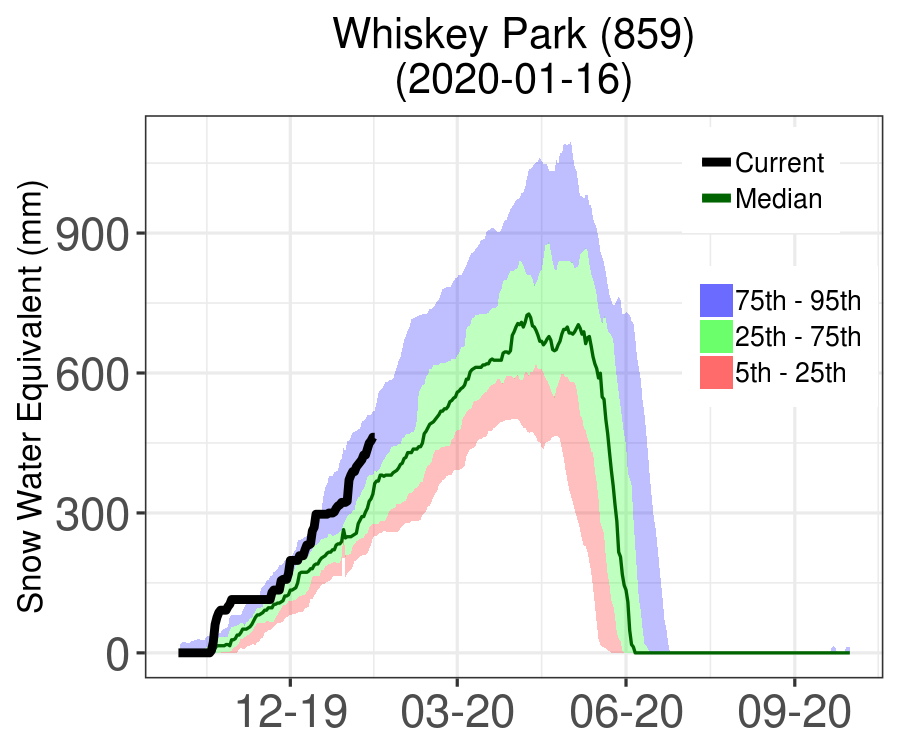 Whiskey Park (859)
(2020-01-16)
Snow Water Equivalent (mm)
900
600
300
0
12-19
03-20
06-20
09-20
Current
Median
75th - 95th
25th - 75th
5th - 25th